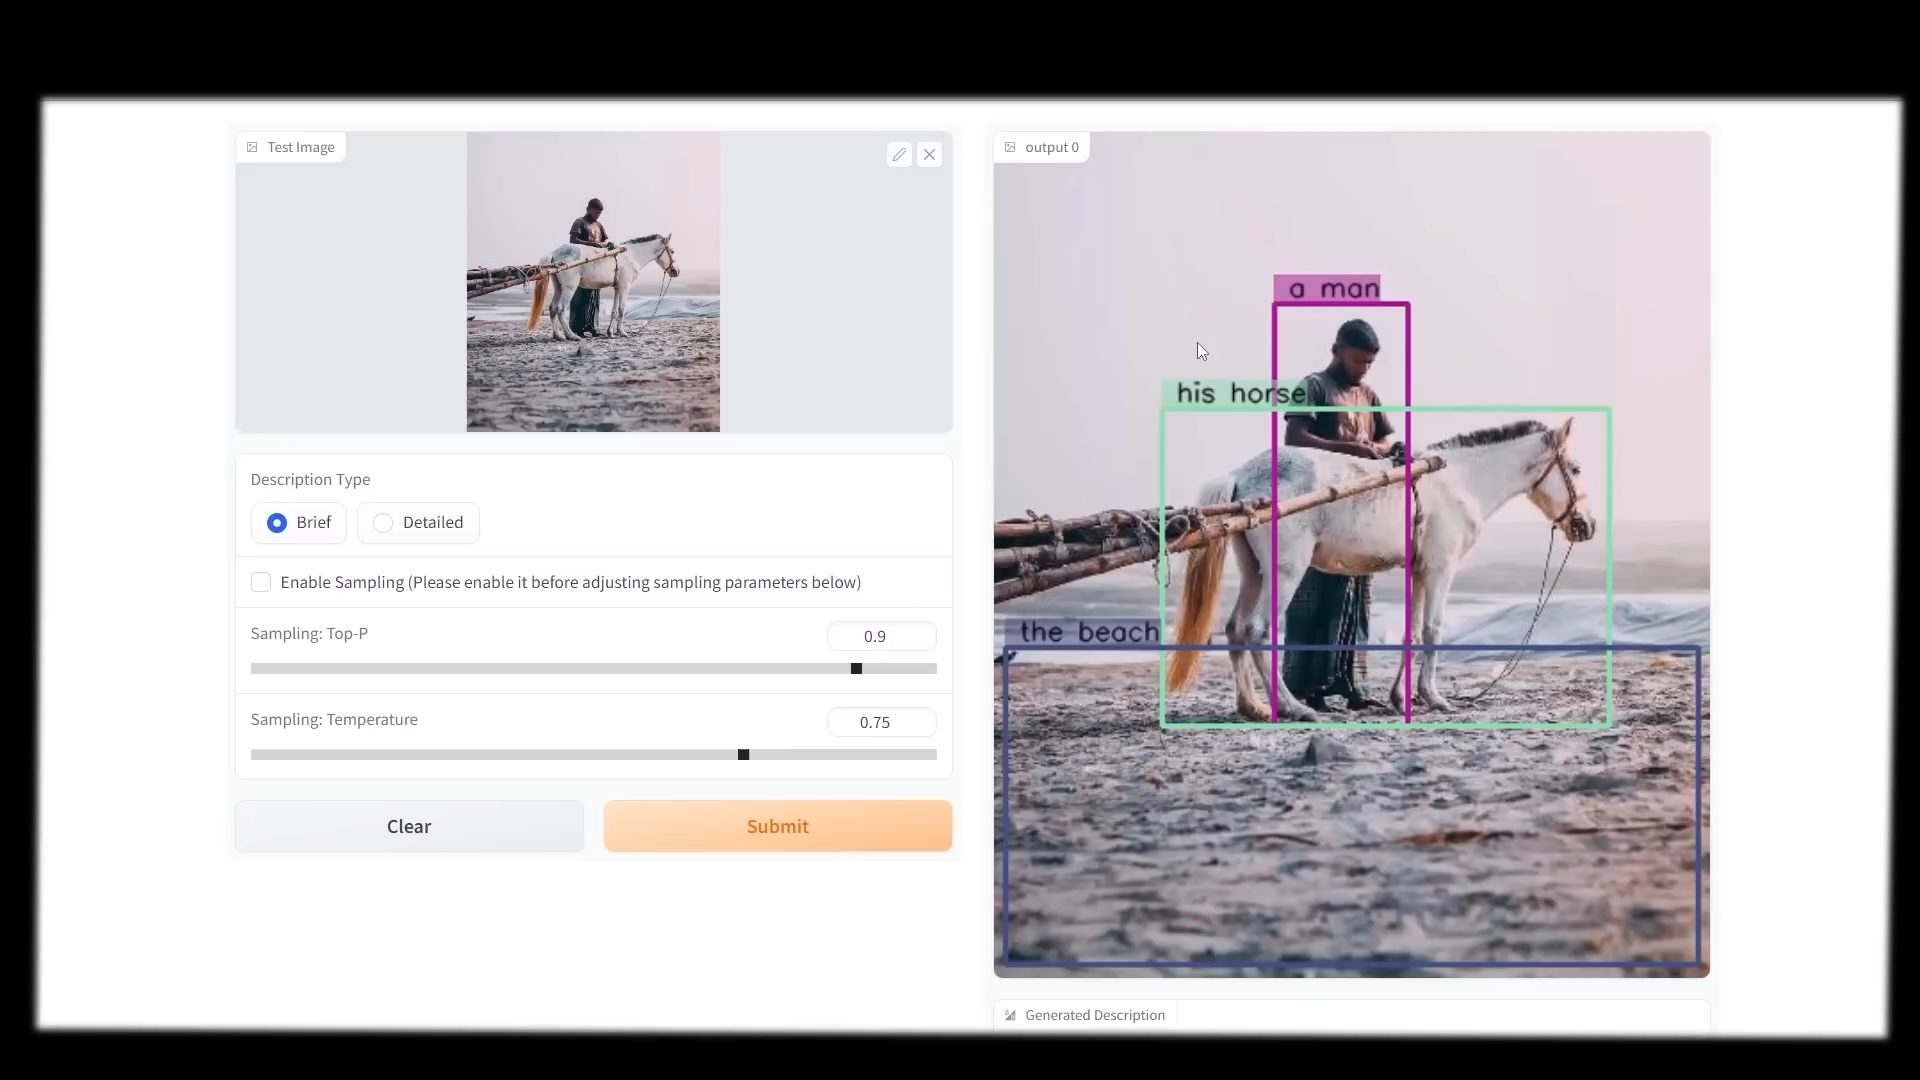 Test Image
Description Type
Brief
Detailed
Enable Sampling (Please enable it before adjusting sampling parameters below)
Sampling: Top-P
0.9
Sampling: Temperature
0.75
Clear
Submit
output 0
a man
his horse
the beach
Generated Description